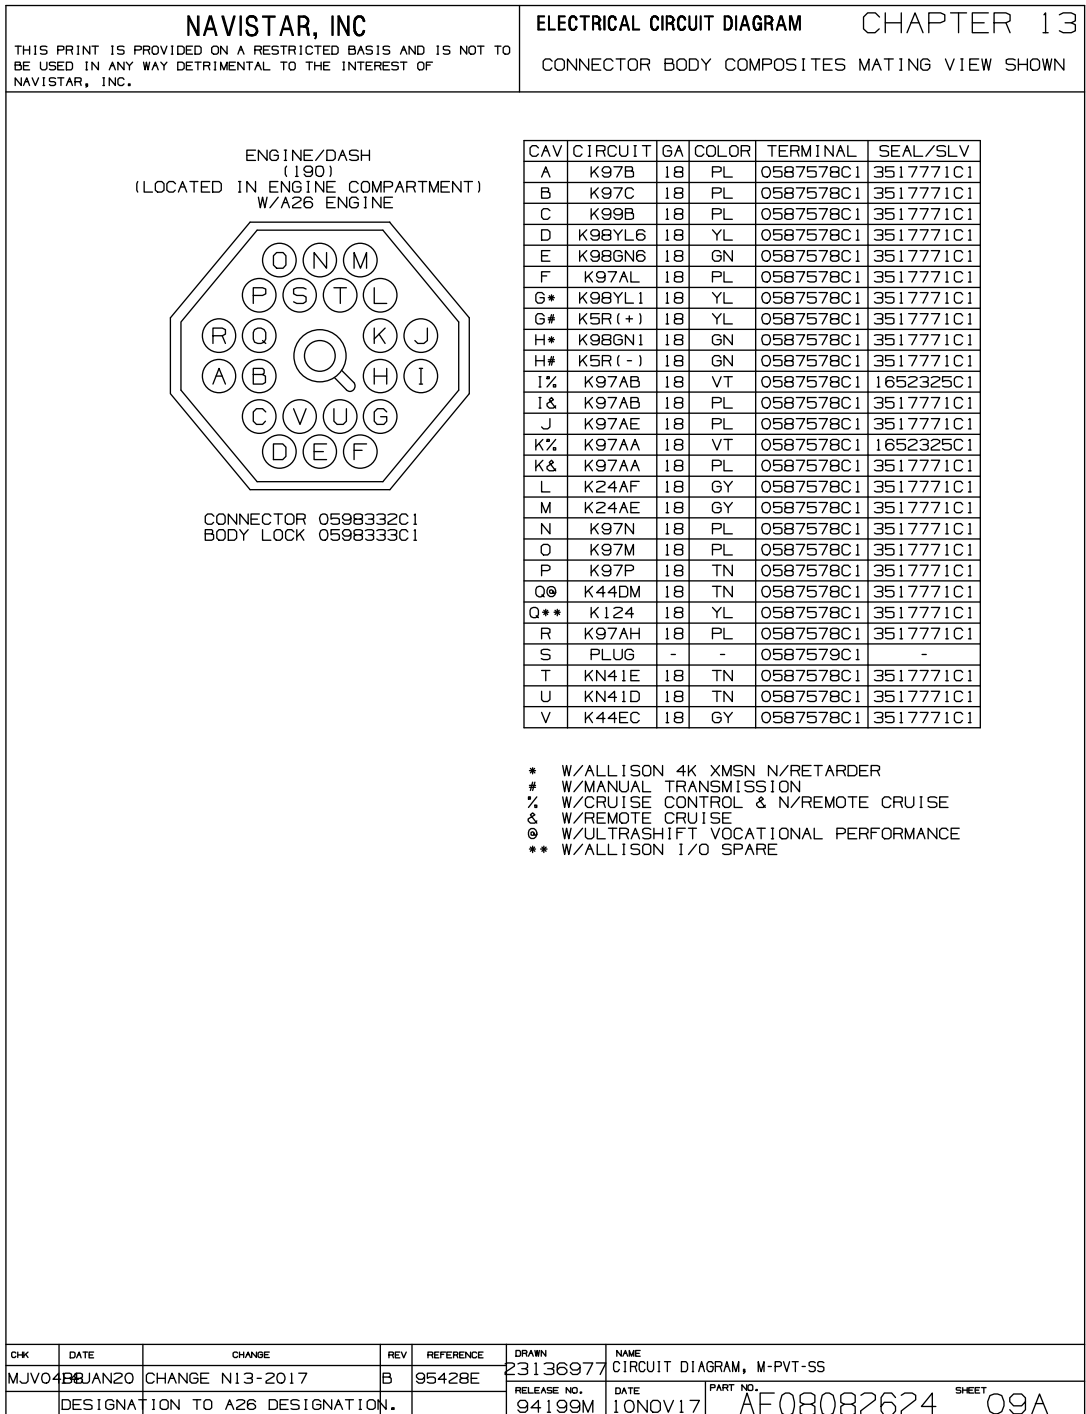 NAVISTAR, INC
THIS PRINT IS PROVIDED ON A RESTRICTED BASIS AND IS NOT TO
BE USED IN ANY WAY DETRIMENTAL TO THE INTEREST OF
NAVISTAR, INC.
ELECTRICAL CIRCUIT DIAGRAM CHAPTER 13
CONNECTOR BODY COMPOSITES MATING VIEW SHOWN
ENGINE/DASH
(190)
(LOCATED IN ENGINE COMPARTMENT)
W/A26 ENGINE
O N M
P S T L
R Q K J
A B H I
C V U G
D E F
CONNECTOR 0598332C1
BODY LOCK 0598333C1
CAV CIRCUIT GA COLOR TERMINAL SEAL/SLV
A K97B 18 PL 0587578C1 3517771C1
B K97C 18 PL 0587578C1 3517771C1
C K99B 18 PL 0587578C1 3517771C1
D K98YL6 18 YL 0587578C1 3517771C1
E K98GN6 18 GN 0587578C1 3517771C1
F K97AL 18 PL 0587578C1 3517771C1
G* K98YL1 18 YL 0587578C1 3517771C1
G# K5R(+) 18 YL 0587578C1 3517771C1
H* K98GN1 18 GN 0587578C1 3517771C1
H# K5R(-) 18 GN 0587578C1 3517771C1
I% K97AB 18 VT 0587578C1 1652325C1
I& K97AB 18 PL 0587578C1 3517771C1
J K97AE 18 PL 0587578C1 3517771C1
K% K97AA 18 VT 0587578C1 1652325C1
K& K97AA 18 PL 0587578C1 3517771C1
L K24AF 18 GY 0587578C1 3517771C1
M K24AE 18 GY 0587578C1 3517771C1
N K97N 18 PL 0587578C1 3517771C1
O K97M 18 PL 0587578C1 3517771C1
P K97P 18 TN 0587578C1 3517771C1
Q@ K44DM 18 TN 0587578C1 3517771C1
Q** K124 18 YL 0587578C1 3517771C1
R K97AH 18 PL 0587578C1 3517771C1
S PLUG - - 0587579C1 -
T KN41E 18 TN 0587578C1 3517771C1
U KN41D 18 TN 0587578C1 3517771C1
V K44EC 18 GY 0587578C1 3517771C1
* W/ALLISON 4K XMSN N/RETARDER
# W/MANUAL TRANSMISSION
% W/CRUISE CONTROL & N/REMOTE CRUISE
& W/REMOTE CRUISE
@ W/ULTRASHIFT VOCATIONAL PERFORMANCE
** W/ALLISON I/O SPARE
CHK DATE CHANGE REV REFERENCE
CHANGE N13-2017 B 95428E
DESIGNATION TO A26 DESIGNATION.
DRAWN 23136977
NAME CIRCUIT DIAGRAM, M-PVT-SS
RELEASE NO. 94199M
DATE 10NOV17
PART NO. AF08082624
SHEET 09A